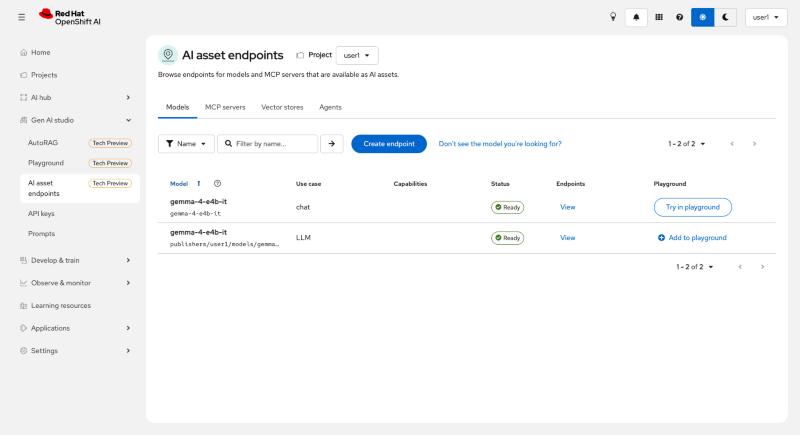 Red Hat
OpenShift AI
user1
Home
Projects
AI hub
Gen AI studio
AutoRAG Tech Preview
Playground Tech Preview
AI asset endpoints Tech Preview
API keys
Prompts
Develop & train
Observe & monitor
Learning resources
Applications
Settings
AI asset endpoints Project user1
Browse endpoints for models and MCP servers that are available as AI assets.
Models MCP servers Vector stores Agents
Name Filter by name... Create endpoint Don't see the model you're looking for? 1 - 2 of 2
Model Use case Capabilities Status Endpoints Playground
gemma-4-e4b-it
gemma-4-e4b-it
chat Ready View Try in playground
gemma-4-e4b-it
publishers/user1/models/gemma...
LLM Ready View Add to playground
1 - 2 of 2